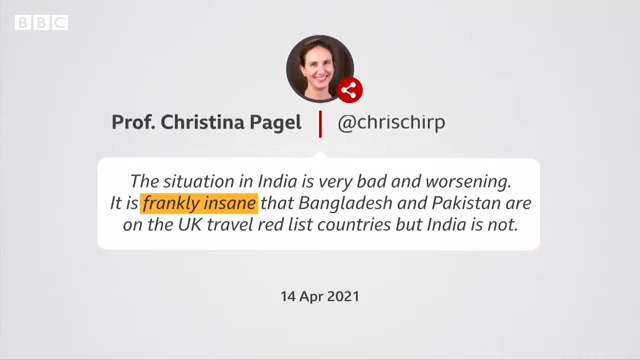 BBC
Prof. Christina Pagel | @chrischirp
The situation in India is very bad and worsening.
It is frankly insane that Bangladesh and Pakistan are
on the UK travel red list countries but India is not.
14 Apr 2021